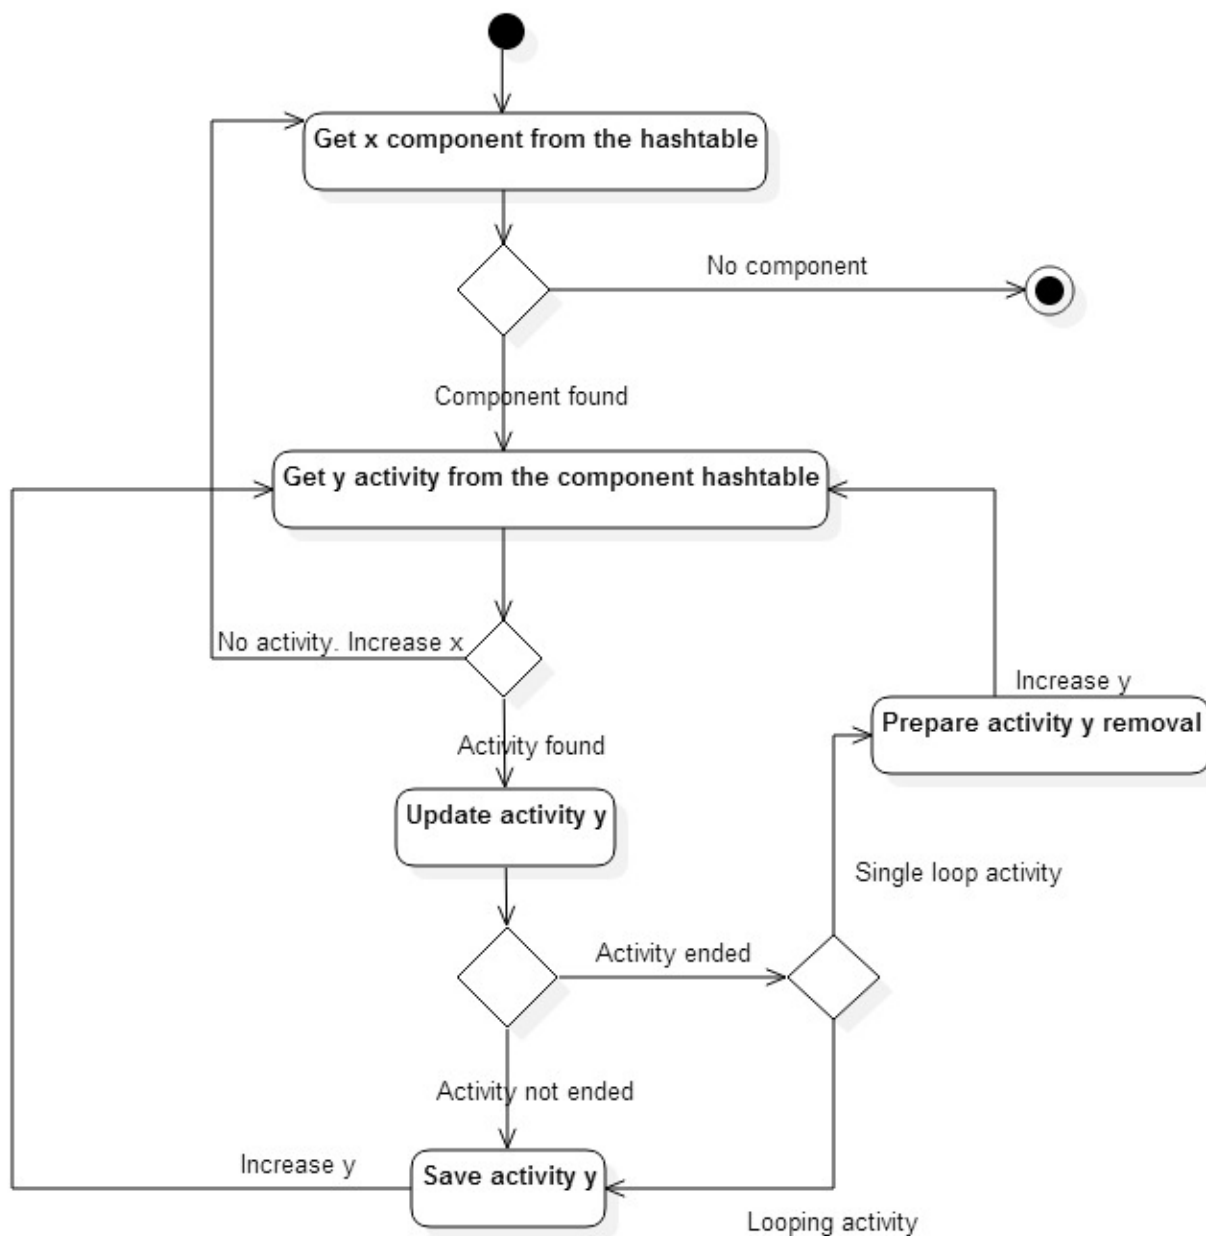 Get x component from the hashtable
No component
Component found
Get y activity from the component hashtable
No activity. Increase x
Increase y
Prepare activity y removal
Activity found
Update activity y
Single loop activity
Activity ended
Activity not ended
Increase y
Save activity y
Looping activity